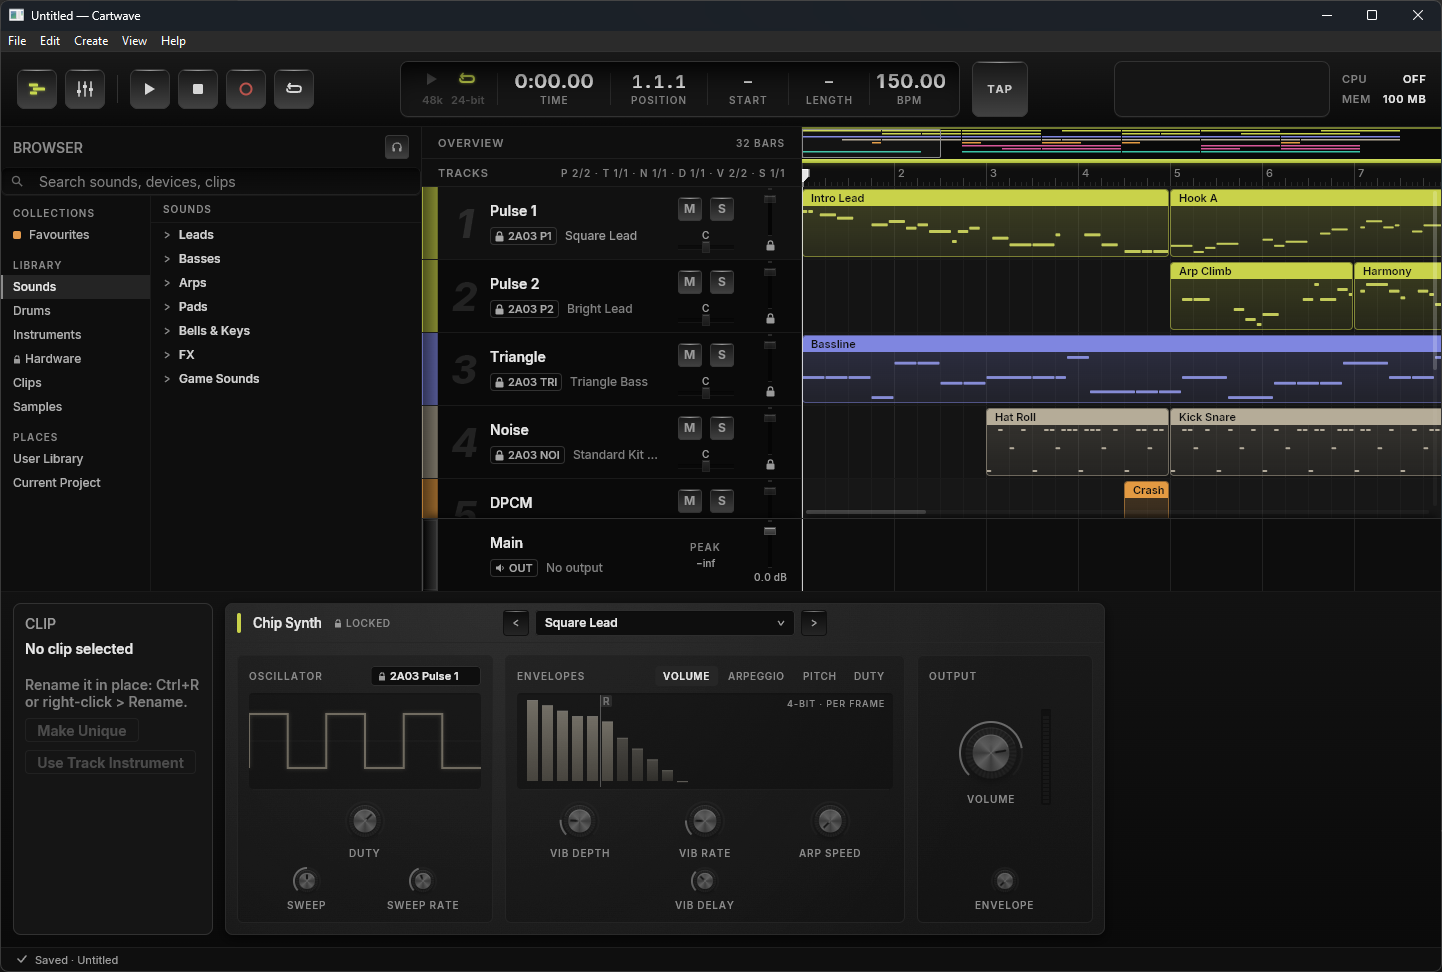 Untitled — Cartwave
File Edit Create View Help
48k 24-bit
0:00.00
TIME
1.1.1
POSITION
–
START
–
LENGTH
150.00
BPM
TAP
CPU OFF
MEM 100 MB
BROWSER
Search sounds, devices, clips
COLLECTIONS
Favourites
LIBRARY
Sounds
Drums
Instruments
Hardware
Clips
Samples
PLACES
User Library
Current Project
SOUNDS
> Leads
> Basses
> Arps
> Pads
> Bells & Keys
> FX
> Game Sounds
OVERVIEW 32 BARS
TRACKS P 2/2 · T 1/1 · N 1/1 · D 1/1 · V 2/2 · S 1/1
2 3 4 5 6 7
1 Pulse 1 M S
2A03 P1 Square Lead C
2 Pulse 2 M S
2A03 P2 Bright Lead C
3 Triangle M S
2A03 TRI Triangle Bass C
4 Noise M S
2A03 NOI Standard Kit ... C
5 DPCM M S
Main PEAK
OUT No output –inf
0.0 dB
Intro Lead Hook A
Arp Climb Harmony
Bassline
Hat Roll Kick Snare
Crash
CLIP
No clip selected
Rename it in place: Ctrl+R
or right-click > Rename.
Make Unique
Use Track Instrument
Chip Synth LOCKED < Square Lead >
OSCILLATOR 2A03 Pulse 1
DUTY
SWEEP SWEEP RATE
ENVELOPES VOLUME ARPEGGIO PITCH DUTY
R 4-BIT · PER FRAME
VIB DEPTH VIB RATE ARP SPEED
VIB DELAY
OUTPUT
VOLUME
ENVELOPE
Saved · Untitled